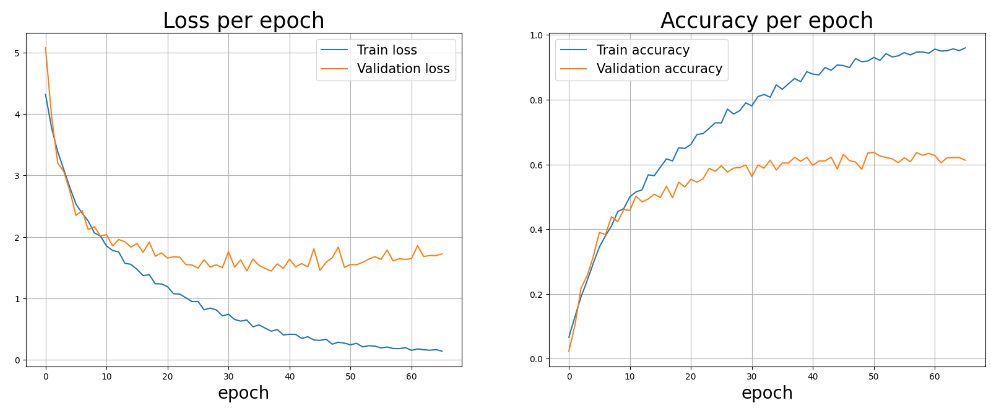 Loss per epoch
5
4
3
2
1
0
Train loss
Validation loss
0 10 20 30 40 50 60
epoch
Accuracy per epoch
1.0
0.8
0.6
0.4
0.2
0.0
Train accuracy
Validation accuracy
0 10 20 30 40 50 60
epoch